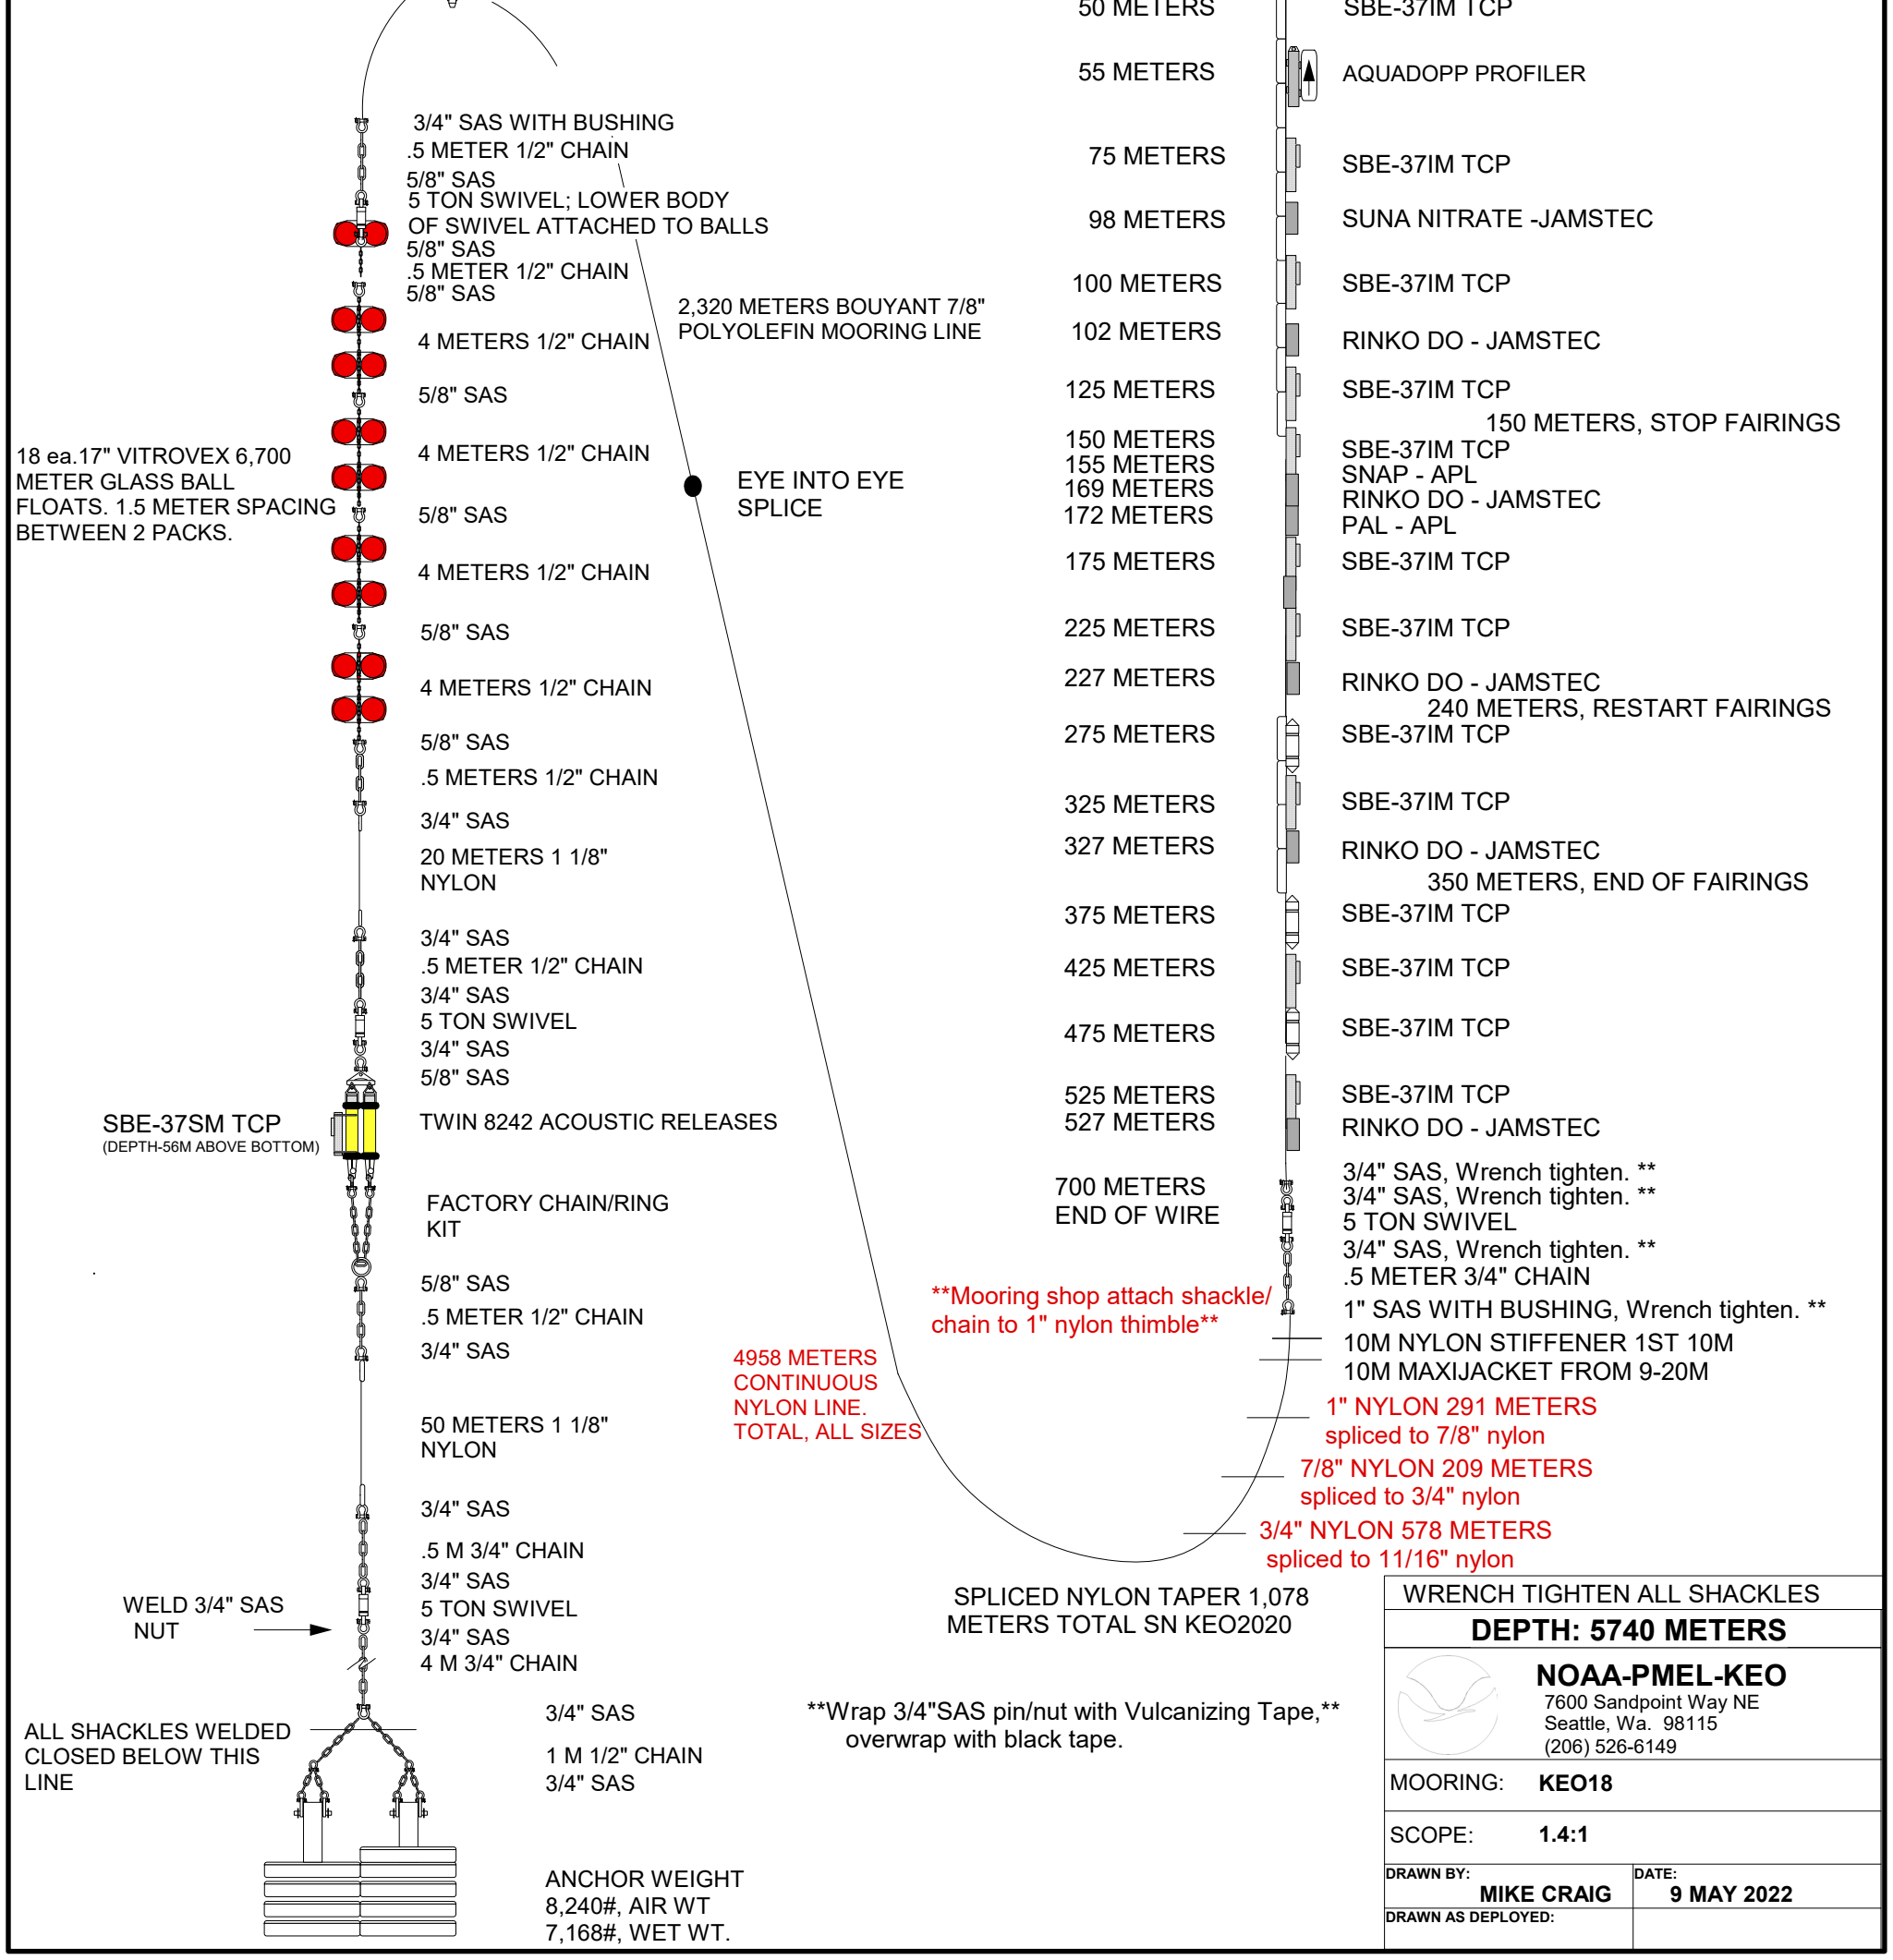 50 METERS
SBE-37IM TCP
55 METERS
AQUADOPP PROFILER
75 METERS
SBE-37IM TCP
98 METERS
SUNA NITRATE -JAMSTEC
100 METERS
SBE-37IM TCP
102 METERS
RINKO DO - JAMSTEC
125 METERS
SBE-37IM TCP
150 METERS, STOP FAIRINGS
150 METERS
SBE-37IM TCP
155 METERS
SNAP - APL
169 METERS
RINKO DO - JAMSTEC
172 METERS
PAL - APL
175 METERS
SBE-37IM TCP
225 METERS
SBE-37IM TCP
227 METERS
RINKO DO - JAMSTEC
240 METERS, RESTART FAIRINGS
275 METERS
SBE-37IM TCP
325 METERS
SBE-37IM TCP
327 METERS
RINKO DO - JAMSTEC
350 METERS, END OF FAIRINGS
375 METERS
SBE-37IM TCP
425 METERS
SBE-37IM TCP
475 METERS
SBE-37IM TCP
525 METERS
SBE-37IM TCP
527 METERS
RINKO DO - JAMSTEC
700 METERS
END OF WIRE
3/4" SAS, Wrench tighten. **
3/4" SAS, Wrench tighten. **
5 TON SWIVEL
3/4" SAS, Wrench tighten. **
.5 METER 3/4" CHAIN
1" SAS WITH BUSHING, Wrench tighten. **
**Mooring shop attach shackle/
chain to 1" nylon thimble**
10M NYLON STIFFENER 1ST 10M
10M MAXIJACKET FROM 9-20M
1" NYLON 291 METERS
spliced to 7/8" nylon
7/8" NYLON 209 METERS
spliced to 3/4" nylon
3/4" NYLON 578 METERS
spliced to 11/16" nylon
SPLICED NYLON TAPER 1,078
METERS TOTAL SN KEO2020
4958 METERS
CONTINUOUS
NYLON LINE.
TOTAL, ALL SIZES
EYE INTO EYE
SPLICE
2,320 METERS BOUYANT 7/8"
POLYOLEFIN MOORING LINE
3/4" SAS WITH BUSHING
.5 METER 1/2" CHAIN
5/8" SAS
5 TON SWIVEL; LOWER BODY
OF SWIVEL ATTACHED TO BALLS
5/8" SAS
.5 METER 1/2" CHAIN
5/8" SAS
4 METERS 1/2" CHAIN
5/8" SAS
4 METERS 1/2" CHAIN
18 ea.17" VITROVEX 6,700
METER GLASS BALL
FLOATS. 1.5 METER SPACING
BETWEEN 2 PACKS.
5/8" SAS
4 METERS 1/2" CHAIN
5/8" SAS
4 METERS 1/2" CHAIN
5/8" SAS
.5 METERS 1/2" CHAIN
3/4" SAS
20 METERS 1 1/8"
NYLON
3/4" SAS
.5 METER 1/2" CHAIN
3/4" SAS
5 TON SWIVEL
3/4" SAS
5/8" SAS
SBE-37SM TCP
(DEPTH-56M ABOVE BOTTOM)
TWIN 8242 ACOUSTIC RELEASES
FACTORY CHAIN/RING
KIT
5/8" SAS
.5 METER 1/2" CHAIN
3/4" SAS
50 METERS 1 1/8"
NYLON
3/4" SAS
.5 M 3/4" CHAIN
3/4" SAS
5 TON SWIVEL
WELD 3/4" SAS
NUT
3/4" SAS
4 M 3/4" CHAIN
3/4" SAS
ALL SHACKLES WELDED
CLOSED BELOW THIS
LINE
1 M 1/2" CHAIN
3/4" SAS
ANCHOR WEIGHT
8,240#, AIR WT
7,168#, WET WT.
**Wrap 3/4"SAS pin/nut with Vulcanizing Tape,**
overwrap with black tape.
WRENCH TIGHTEN ALL SHACKLES
DEPTH: 5740 METERS
NOAA-PMEL-KEO
7600 Sandpoint Way NE
Seattle, Wa. 98115
(206) 526-6149
MOORING: KEO18
SCOPE: 1.4:1
DRAWN BY:
MIKE CRAIG
DATE:
9 MAY 2022
DRAWN AS DEPLOYED: